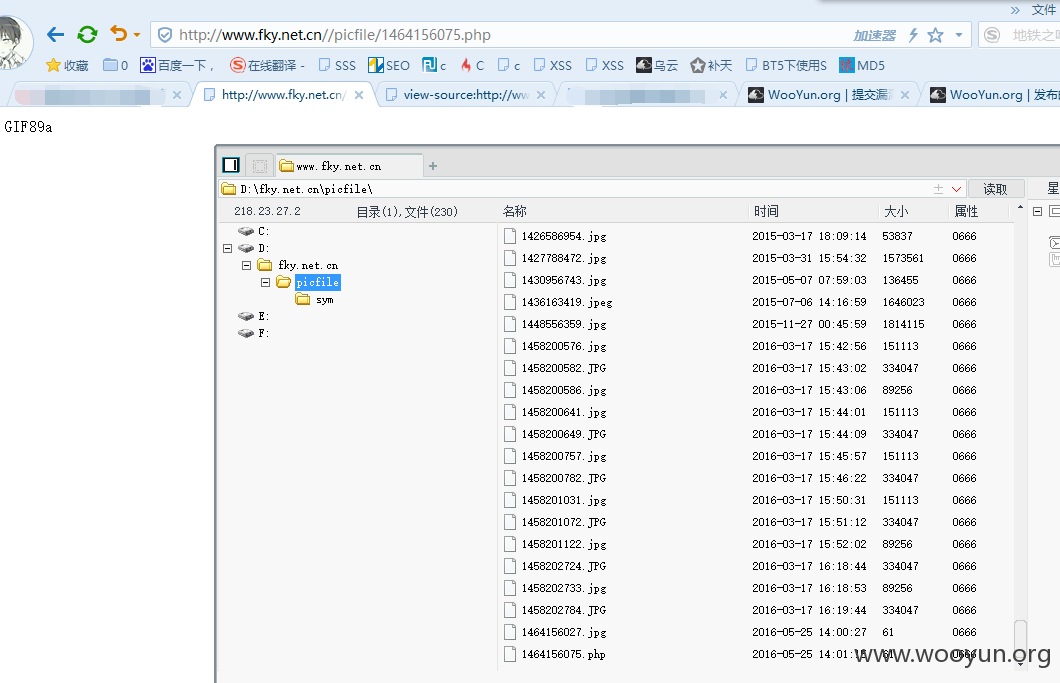 文件
http://www.fky.net.cn//picfile/1464156075.php
加速器
地铁之
收藏 0 百度一下， 在线翻译 - SSS SEO c C c XSS XSS 乌云 补天 BT5下使用S MD5
http://www.fky.net.cn/ view-source:http://ww WooYun.org | 提交漏 WooYun.org | 发布
GIF89a
www.fky.net.cn
D:\fky.net.cn\picfile\ 读取
218.23.27.2 目录(1),文件(230) 名称 时间 大小 属性
C:
D:
fky.net.cn
picfile
sym
E:
F:
1426586954.jpg 2015-03-17 18:09:14 53837 0666
1427788472.jpg 2015-03-31 15:54:32 1573561 0666
1430956743.jpg 2015-05-07 07:59:03 136455 0666
1436163419.jpeg 2015-07-06 14:16:59 1646023 0666
1448556359.jpg 2015-11-27 00:45:59 1814115 0666
1458200576.jpg 2016-03-17 15:42:56 151113 0666
1458200582.JPG 2016-03-17 15:43:02 334047 0666
1458200586.jpg 2016-03-17 15:43:06 89256 0666
1458200641.jpg 2016-03-17 15:44:01 151113 0666
1458200649.JPG 2016-03-17 15:44:09 334047 0666
1458200757.jpg 2016-03-17 15:45:57 151113 0666
1458200782.JPG 2016-03-17 15:46:22 334047 0666
1458201031.jpg 2016-03-17 15:50:31 151113 0666
1458201072.JPG 2016-03-17 15:51:12 334047 0666
1458201122.jpg 2016-03-17 15:52:02 89256 0666
1458202724.JPG 2016-03-17 16:18:44 334047 0666
1458202733.jpg 2016-03-17 16:18:53 89256 0666
1458202784.JPG 2016-03-17 16:19:44 334047 0666
1464156027.jpg 2016-05-25 14:00:27 61 0666
1464156075.php 2016-05-25
www.wooyun.org